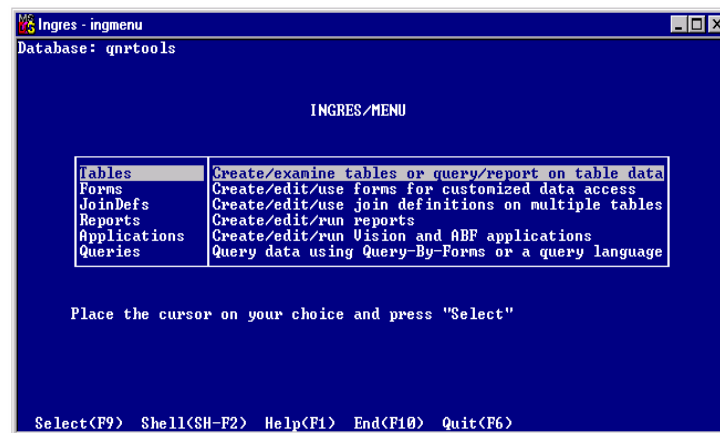 Ingres - ingmenu
Database: qnrtools
INGRES/MENU
Tables Create/examine tables or query/report on table data
Forms Create/edit/use forms for customized data access
JoinDefs Create/edit/use join definitions on multiple tables
Reports Create/edit/run reports
Applications Create/edit/run Vision and ABF applications
Queries Query data using Query-By-Forms or a query language
Place the cursor on your choice and press "Select"
Select(F9) Shell(SH-F2) Help(F1) End(F10) Quit(F6)